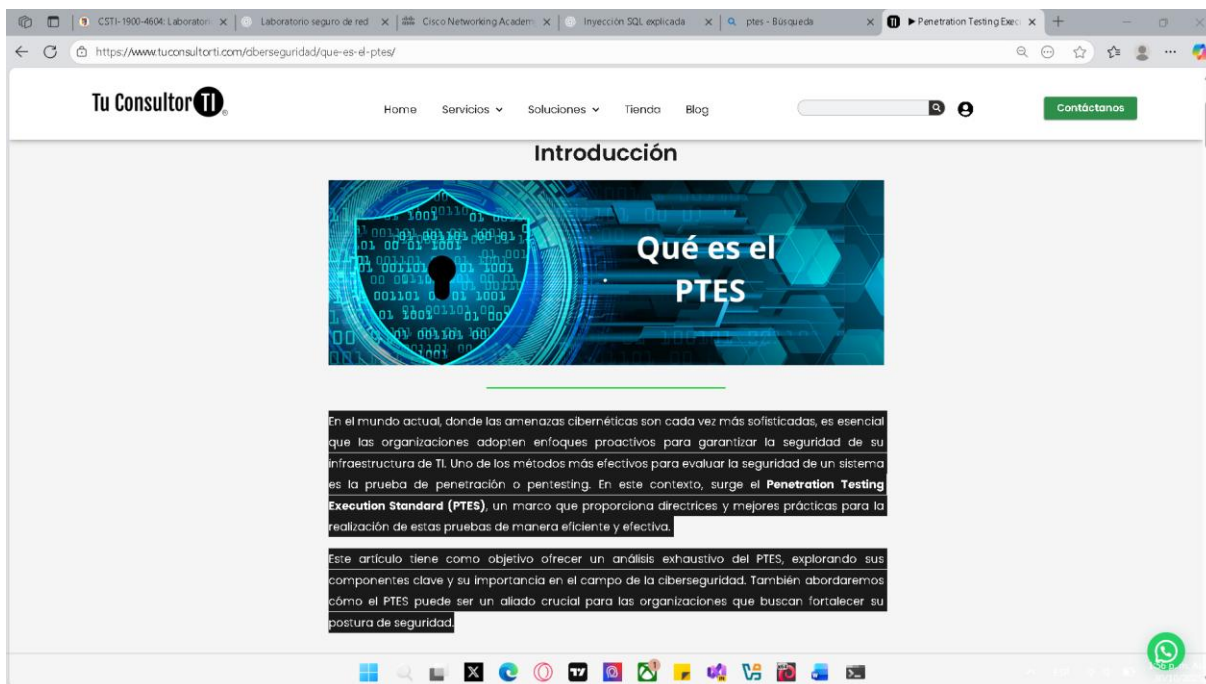 CSTI-1900-4604: Laborator
Laboratorio seguro de red
Cisco Networking Academ
Inyección SQL explicada
ptes - Búsqueda
Penetration Testing Exec
https://www.tuconsultorti.com/ciberseguridad/que-es-el-ptes/
Tu Consultor TI
Home
Servicios
Soluciones
Tienda
Blog
Contáctanos
Introducción
Qué es el
PTES
En el mundo actual, donde las amenazas cibernéticas son cada vez más sofisticadas, es esencial
que las organizaciones adopten enfoques proactivos para garantizar la seguridad de su
infraestructura de TI. Uno de los métodos más efectivos para evaluar la seguridad de un sistema
es la prueba de penetración o pentesting. En este contexto, surge el Penetration Testing
Execution Standard (PTES), un marco que proporciona directrices y mejores prácticas para la
realización de estas pruebas de manera eficiente y efectiva.
Este artículo tiene como objetivo ofrecer un análisis exhaustivo del PTES, explorando sus
componentes clave y su importancia en el campo de la ciberseguridad. También abordaremos
cómo el PTES puede ser un aliado crucial para las organizaciones que buscan fortalecer su
postura de seguridad.